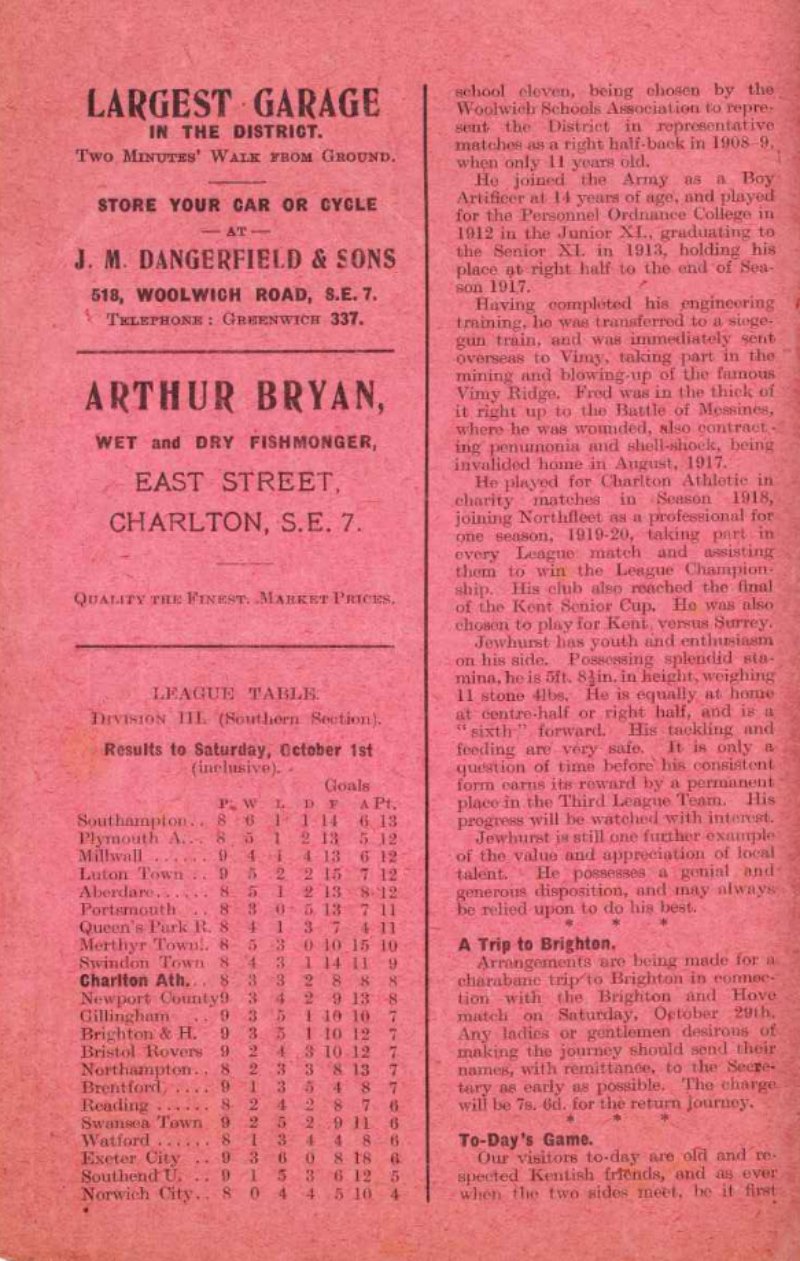 LARGEST GARAGE
IN THE DISTRICT.
TWO MINUTES' WALK FROM GROUND.
STORE YOUR CAR OR CYCLE
— AT —
J. M. DANGERFIELD & SONS
518, WOOLWICH ROAD, S.E. 7.
TELEPHONE : GREENWICH 337.
ARTHUR BRYAN,
WET and DRY FISHMONGER,
EAST STREET,
CHARLTON, S.E. 7.
QUALITY THE FINEST. MARKET PRICES.
LEAGUE TABLE.
DIVISION III. (Southern Section).
Results to Saturday, October 1st
(inclusive).
Goals
P. W L D F A Pt.
Southampton .. 8 6 1 1 14 6 13
Plymouth A. .. 8 5 1 2 13 5 12
Millwall ...... 9 4 1 4 13 6 12
Luton Town .. 9 5 2 2 15 7 12
Aberdare ...... 8 5 1 2 13 8 12
Portsmouth .. 8 3 0 5 13 7 11
Queen's Park R. 8 4 1 3 7 4 11
Merthyr Town .. 8 5 3 0 10 15 10
Swindon Town 8 4 3 1 14 11 9
Charlton Ath. .. 8 3 3 2 8 8 8
Newport County 9 3 4 2 9 13 8
Gillingham .. 9 3 5 1 10 10 7
Brighton & H. 9 3 5 1 10 12 7
Bristol Rovers 9 2 4 3 10 12 7
Northampton .. 8 2 3 3 8 13 7
Brentford .... 9 1 3 5 4 8 7
Reading ...... 8 2 4 2 8 7 6
Swansea Town 9 2 5 2 9 11 6
Watford ...... 8 1 3 4 4 8 6
Exeter City .. 9 3 6 0 8 18 6
Southend U. .. 9 1 5 3 6 12 5
Norwich City .. 8 0 4 4 5 10 4
school eleven, being chosen by the
Woolwich Schools Association to repre-
sent the District in representative
matches as a right half-back in 1908-9,
when only 11 years old.
He joined the Army as a Boy
Artificer at 14 years of age, and played
for the Personnel Ordnance College in
1912 in the Junior XI., graduating to
the Senior XI. in 1913, holding his
place at right half to the end of Sea-
son 1917.
Having completed his engineering
training, he was transferred to a siege-
gun train, and was immediately sent
overseas to Vimy, taking part in the
mining and blowing-up of the famous
Vimy Ridge. Fred was in the thick of
it right up to the Battle of Messines,
where he was wounded, also contract-
ing penumonia and shell-shock, being
invalided home in August, 1917.
He played for Charlton Athletic in
charity matches in Season 1918,
joining Northfleet as a professional for
one season, 1919-20, taking part in
every League match and assisting
them to win the League Champion-
ship. His club also reached the final
of the Kent Senior Cup. He was also
chosen to play for Kent versus Surrey.
Jewhurst has youth and enthusiasm
on his side. Possessing splendid sta-
mina, he is 5ft. 8½in. in height, weighing
11 stone 4lbs. He is equally at home
at centre-half or right half, and is a
"sixth" forward. His tackling and
feeding are very safe. It is only a
question of time before his consistent
form earns its reward by a permanent
place in the Third League Team. His
progress will be watched with interest.
Jewhurst is still one further example
of the value and appreciation of local
talent. He possesses a genial and
generous disposition, and may always
be relied upon to do his best.
* * *
A Trip to Brighton.
Arrangements are being made for a
charabanc trip to Brighton in connec-
tion with the Brighton and Hove
match on Saturday, October 29th.
Any ladies or gentlemen desirous of
making the journey should send their
names, with remittance, to the Secre-
tary as early as possible. The charge
will be 7s. 6d. for the return journey.
* * *
To-Day's Game.
Our visitors to-day are old and re-
spected Kentish friends, and as ever
when the two sides meet, be it first